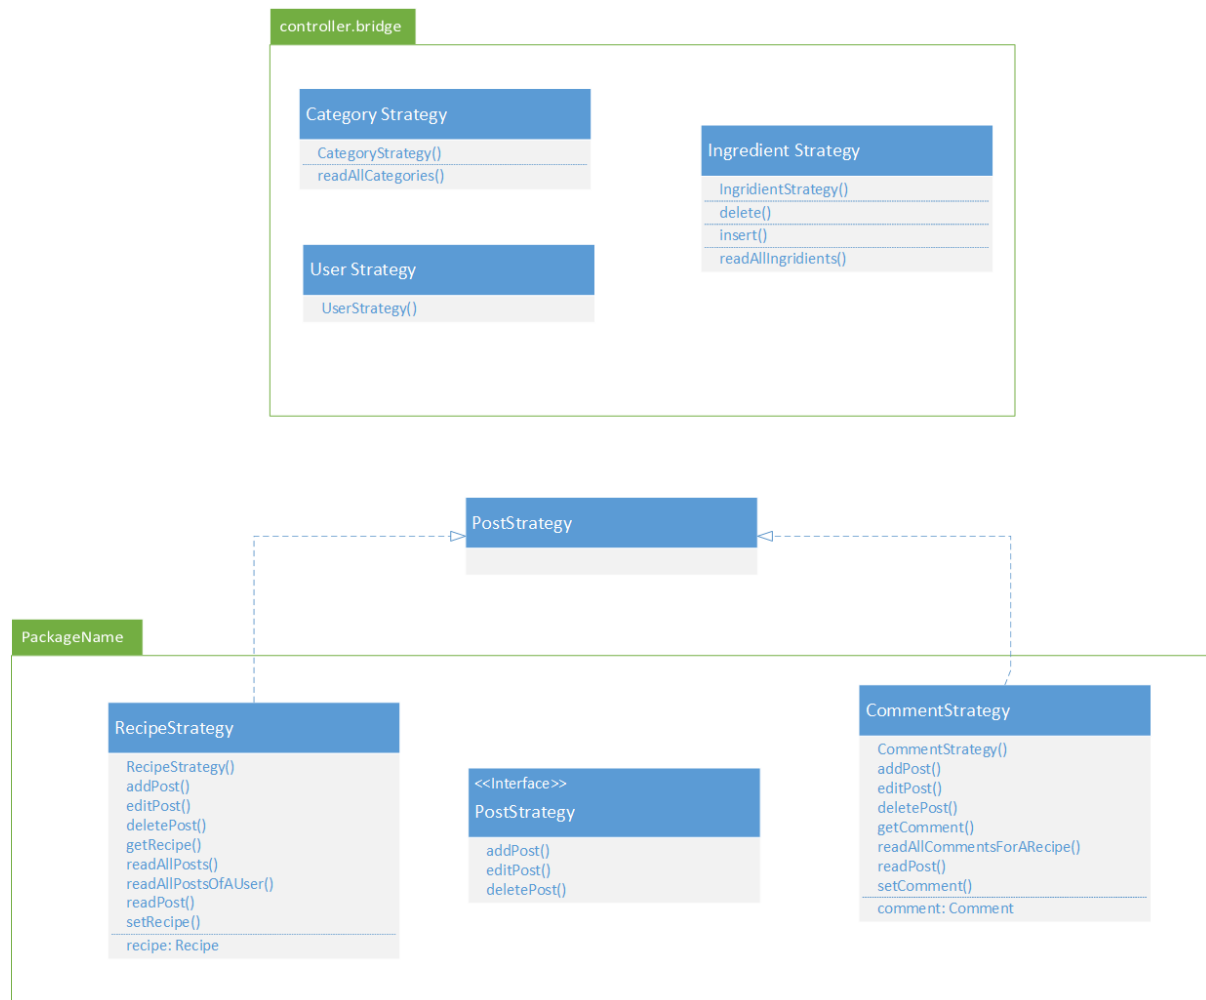 controller.bridge
Category Strategy
CategoryStrategy()
readAllCategories()
Ingredient Strategy
IngridientStrategy()
delete()
insert()
readAllIngridients()
User Strategy
UserStrategy()
PostStrategy
PackageName
RecipeStrategy
RecipeStrategy()
addPost()
editPost()
deletePost()
getRecipe()
readAllPosts()
readAllPostsOfAUser()
readPost()
setRecipe()
recipe: Recipe
<<Interface>>
PostStrategy
addPost()
editPost()
deletePost()
CommentStrategy
CommentStrategy()
addPost()
editPost()
deletePost()
getComment()
readAllCommentsForARecipe()
readPost()
setComment()
comment: Comment